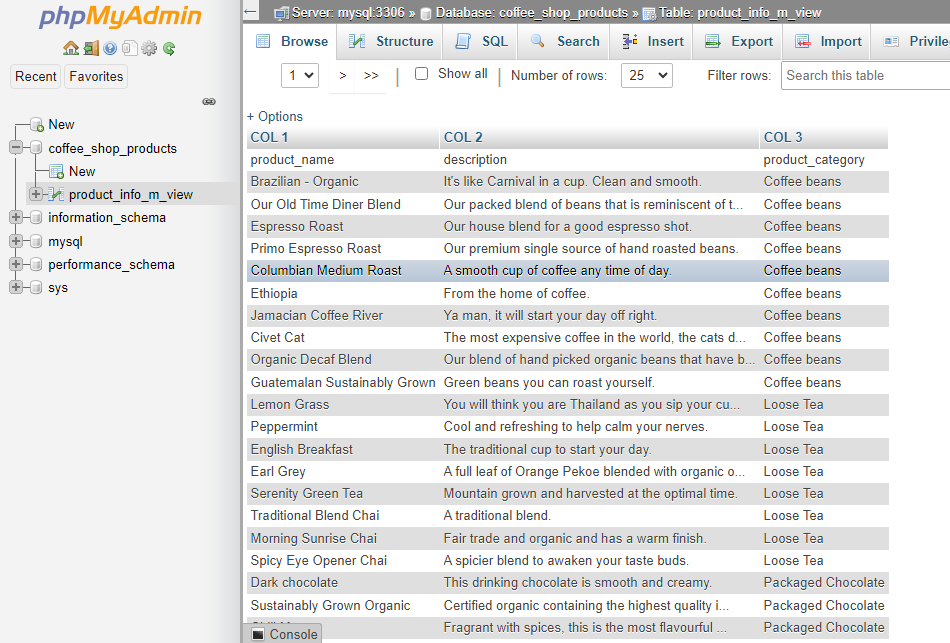 phpMyAdmin
Recent Favorites
New
coffee_shop_products
New
product_info_m_view
information_schema
mysql
performance_schema
sys
Server: mysql:3306 » Database: coffee_shop_products » Table: product_info_m_view
Browse Structure SQL Search Insert Export Import Privile
1 > >> Show all Number of rows: 25 Filter rows: Search this table
+ Options
COL 1 COL 2 COL 3
product_name description product_category
Brazilian - Organic It's like Carnival in a cup. Clean and smooth. Coffee beans
Our Old Time Diner Blend Our packed blend of beans that is reminiscent of t... Coffee beans
Espresso Roast Our house blend for a good espresso shot. Coffee beans
Primo Espresso Roast Our premium single source of hand roasted beans. Coffee beans
Columbian Medium Roast A smooth cup of coffee any time of day. Coffee beans
Ethiopia From the home of coffee. Coffee beans
Jamacian Coffee River Ya man, it will start your day off right. Coffee beans
Civet Cat The most expensive coffee in the world, the cats d... Coffee beans
Organic Decaf Blend Our blend of hand picked organic beans that have b... Coffee beans
Guatemalan Sustainably Grown Green beans you can roast yourself. Coffee beans
Lemon Grass You will think you are Thailand as you sip your cu... Loose Tea
Peppermint Cool and refreshing to help calm your nerves. Loose Tea
English Breakfast The traditional cup to start your day. Loose Tea
Earl Grey A full leaf of Orange Pekoe blended with organic o... Loose Tea
Serenity Green Tea Mountain grown and harvested at the optimal time. Loose Tea
Traditional Blend Chai A traditional blend. Loose Tea
Morning Sunrise Chai Fair trade and organic and has a warm finish. Loose Tea
Spicy Eye Opener Chai A spicier blend to awaken your taste buds. Loose Tea
Dark chocolate This drinking chocolate is smooth and creamy. Packaged Chocolate
Sustainably Grown Organic Certified organic containing the highest quality i... Packaged Chocolate
Fragrant with spices, this is the most flavourful ... Packaged Chocolate
Console